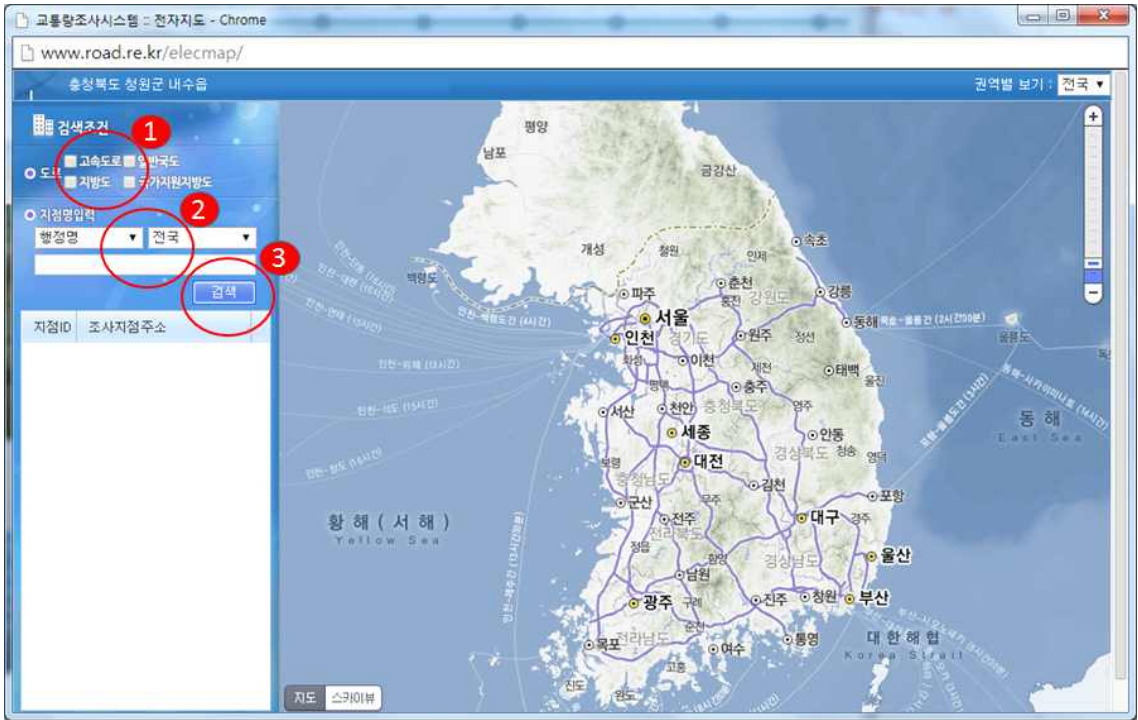 교통량조사시스템 :: 전자지도 - Chrome
www.road.re.kr/elecmap/
충청북도 청원군 내수읍
권역별 보기 : 전국
검색조건
1
도로
고속도로 일반국도
지방도 국가지원지방도
지점명입력
2
행정명 전국
3
검색
지점ID 조사지점주소
평양
남포
금강산
개성
철원
인제
속초
백령도
파주
춘천
홍천
강원도
강릉
서울
인천
경기도
원주
정선
동해
울릉도
화성
이천
제천
태백
울진
평택
충주
서산
천안
충청북도
영주
세종
안동
동해
East Sea
대전
경상북도
청송
영덕
보령
충청남도
김천
포항
군산
무주
황해 ( 서해 )
Yellow Sea
전주
대구
경주
전라북도
정읍
함양
경상남도
울산
남원
광주
구례
진주
창원
부산
순천
목포
전라남도
여수
통영
대한해협
Korea Strait
고흥
진도
완도
지도 스카이뷰